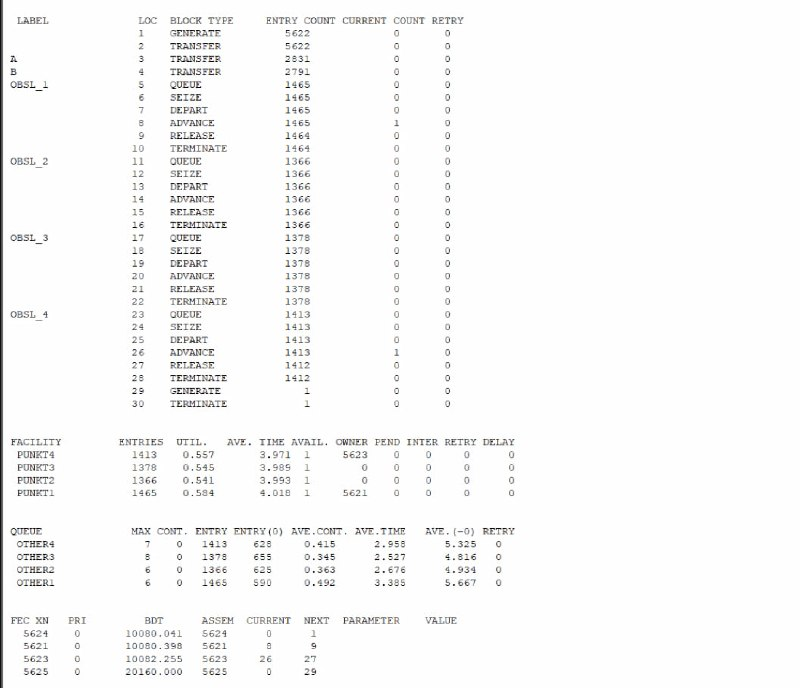 LABEL LOC BLOCK TYPE ENTRY COUNT CURRENT COUNT RETRY
1 GENERATE 5622 0 0
2 TRANSFER 5622 0 0
A 3 TRANSFER 2831 0 0
B 4 TRANSFER 2791 0 0
OBSL_1 5 QUEUE 1465 0 0
6 SEIZE 1465 0 0
7 DEPART 1465 0 0
8 ADVANCE 1465 1 0
9 RELEASE 1464 0 0
10 TERMINATE 1464 0 0
OBSL_2 11 QUEUE 1366 0 0
12 SEIZE 1366 0 0
13 DEPART 1366 0 0
14 ADVANCE 1366 0 0
15 RELEASE 1366 0 0
16 TERMINATE 1366 0 0
OBSL_3 17 QUEUE 1378 0 0
18 SEIZE 1378 0 0
19 DEPART 1378 0 0
20 ADVANCE 1378 0 0
21 RELEASE 1378 0 0
22 TERMINATE 1378 0 0
OBSL_4 23 QUEUE 1413 0 0
24 SEIZE 1413 0 0
25 DEPART 1413 0 0
26 ADVANCE 1413 1 0
27 RELEASE 1412 0 0
28 TERMINATE 1412 0 0
29 GENERATE 1 0 0
30 TERMINATE 1 0 0
FACILITY ENTRIES UTIL. AVE. TIME AVAIL. OWNER PEND INTER RETRY DELAY
PUNKT4 1413 0.557 3.971 1 5623 0 0 0 0
PUNKT3 1378 0.545 3.989 1 0 0 0 0 0
PUNKT2 1366 0.541 3.993 1 0 0 0 0 0
PUNKT1 1465 0.584 4.018 1 5621 0 0 0 0
QUEUE MAX CONT. ENTRY ENTRY(0) AVE.CONT. AVE.TIME AVE.(-0) RETRY
OTHER4 7 0 1413 628 0.415 2.958 5.325 0
OTHER3 8 0 1378 655 0.345 2.527 4.816 0
OTHER2 6 0 1366 625 0.363 2.676 4.934 0
OTHER1 6 0 1465 590 0.492 3.385 5.667 0
FEC XN PRI BDT ASSEM CURRENT NEXT PARAMETER VALUE
5624 0 10080.041 5624 0 1
5621 0 10080.398 5621 8 9
5623 0 10082.255 5623 26 27
5625 0 20160.000 5625 0 29